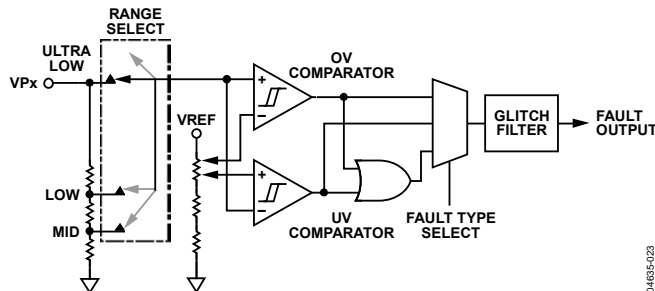 RANGE
SELECT
ULTRA
LOW
VPx
LOW
MID
VREF
+
−
+
−
OV
COMPARATOR
UV
COMPARATOR
FAULT TYPE
SELECT
GLITCH
FILTER
FAULT
OUTPUT
04635-023